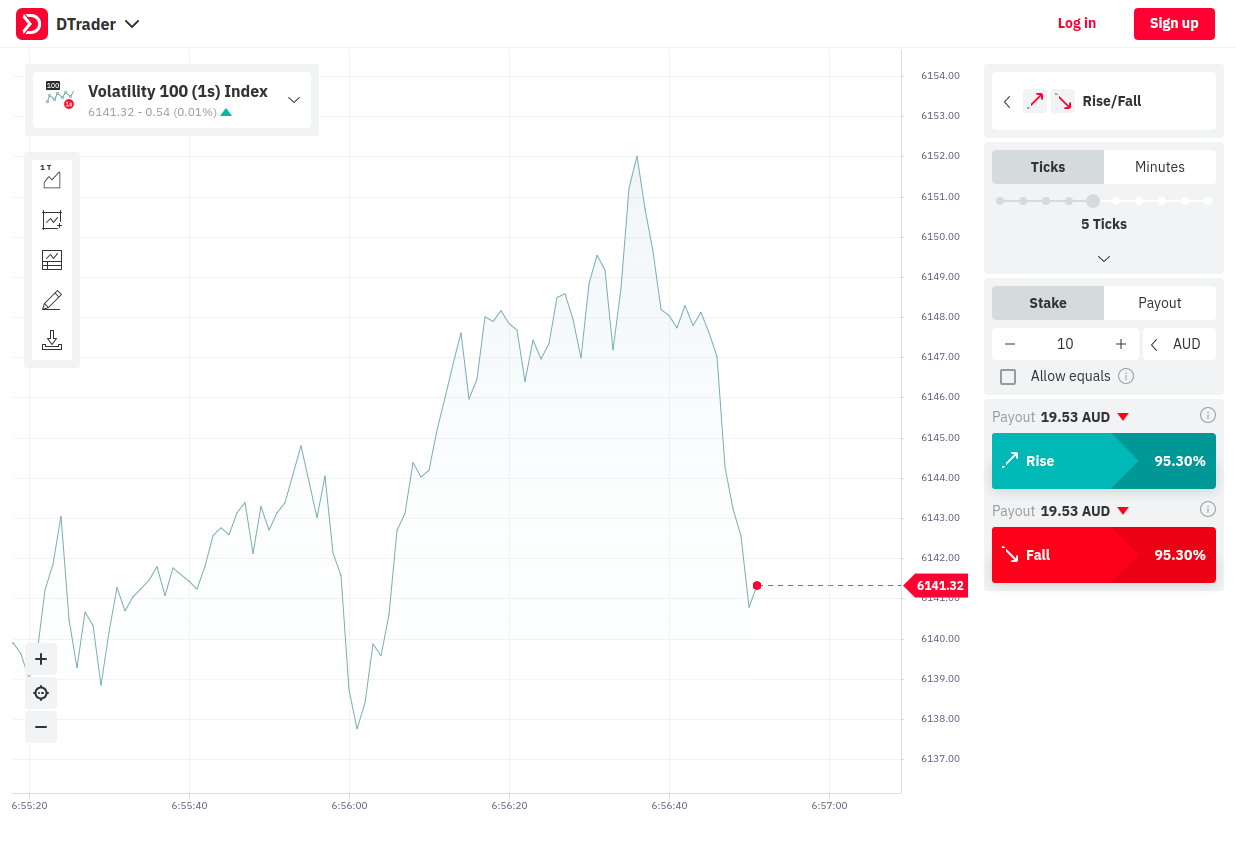 DTrader
Log in
Sign up
100
1s
Volatility 100 (1s) Index
6141.32 - 0.54 (0.01%)
1 T
6154.00
6153.00
6152.00
6151.00
6150.00
6149.00
6148.00
6147.00
6146.00
6145.00
6144.00
6143.00
6142.00
6141.32
6141.00
6140.00
6139.00
6138.00
6137.00
6:55:20
6:55:40
6:56:00
6:56:20
6:56:40
6:57:00
Rise/Fall
Ticks
Minutes
5 Ticks
Stake
Payout
10
AUD
Allow equals
Payout 19.53 AUD
Rise
95.30%
Payout 19.53 AUD
Fall
95.30%